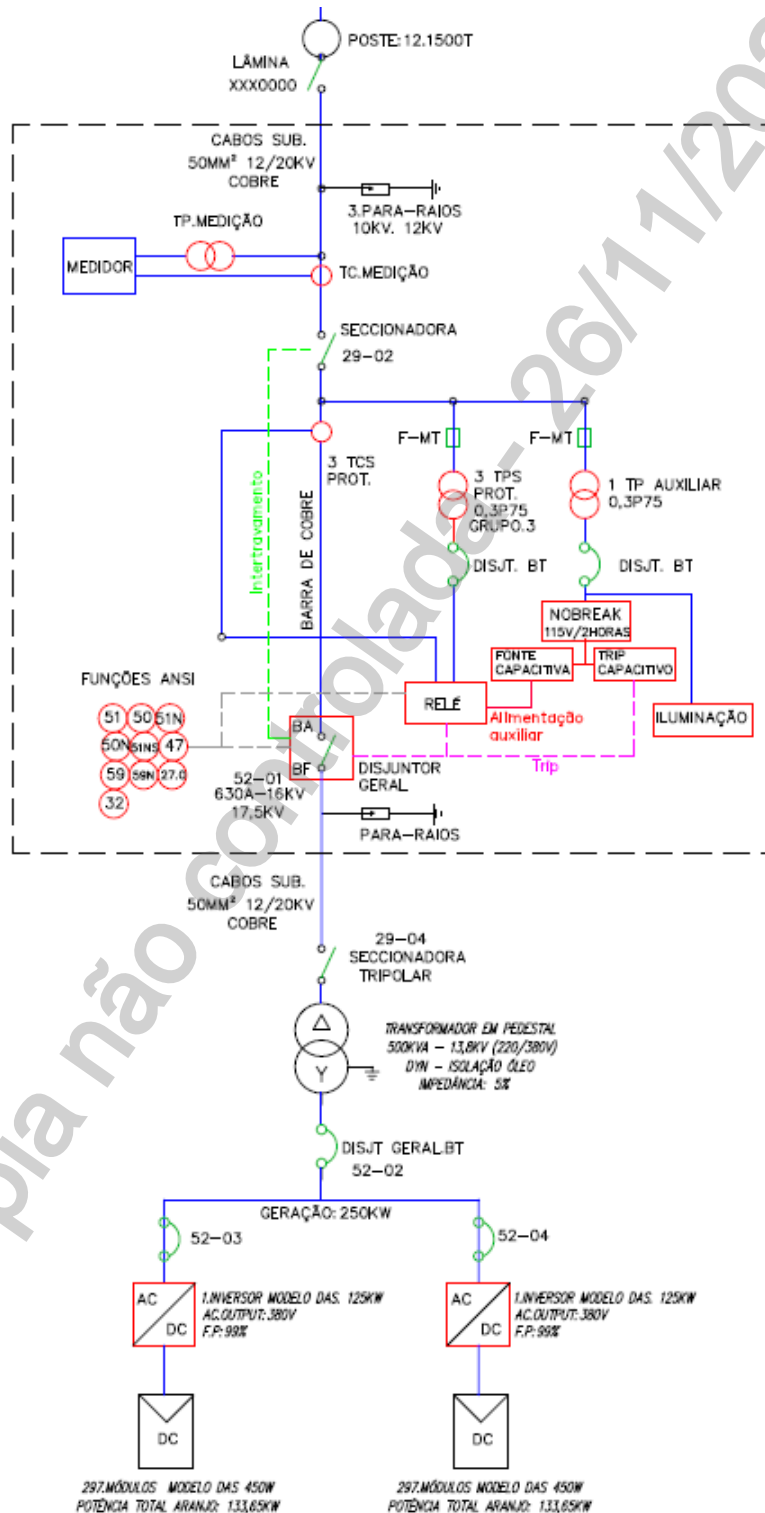 POSTE:12.1500T
LÂMINA
XXX0000
CABOS SUB.
50MM² 12/20KV
COBRE
3.PARA-RAIOS
10KV. 12KV
TP.MEDIÇÃO
MEDIDOR
TC.MEDIÇÃO
SECCIONADORA
29-02
F-MT
F-MT
3 TCS
PROT.
3 TPS
PROT.
0,3P75
GRUPO.3
1 TP AUXILIAR
0,3P75
Intertravamento
BARRA DE COBRE
DISJT. BT
DISJT. BT
NOBREAK
115V/2HORAS
FONTE
CAPACITIVA
TRIP
CAPACITIVO
FUNÇÕES ANSI
51 50 51N
50N 51NS 47
59 59N 27.0
32
RELÉ
Alimentação
auxiliar
ILUMINAÇÃO
BA
BF
Trip
52-01
630A-16KV
17,5KV
DISJUNTOR
GERAL
PARA-RAIOS
CABOS SUB.
50MM² 12/20KV
COBRE
29-04
SECCIONADORA
TRIPOLAR
Y
TRANSFORMADOR EM PEDESTAL
500KVA - 13,8KV (220/380V)
DYN - ISOLAÇÃO ÓLEO
IMPEDÂNCIA: 5%
DISJT GERAL.BT
52-02
GERAÇÃO: 250KW
52-03
52-04
AC
DC
1.INVERSOR MODELO DAS. 125KW
AC.OUTPUT: 380V
F.P: 99%
AC
DC
1.INVERSOR MODELO DAS. 125KW
AC.OUTPUT: 380V
F.P: 99%
DC
DC
297.MÓDULOS MODELO DAS 450W
POTÊNCIA TOTAL ARANJO: 133,65KW
297.MÓDULOS MODELO DAS 450W
POTÊNCIA TOTAL ARANJO: 133,65KW
pia não controlada - 26/11/202